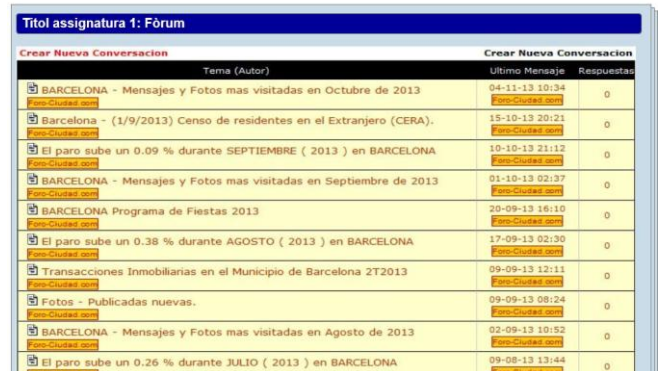 Titol assignatura 1: Fòrum
Crear Nueva Conversacion Crear Nueva Conversacion
Tema (Autor) Ultimo Mensaje Respuestas
BARCELONA - Mensajes y Fotos mas visitadas en Octubre de 2013 04-11-13 10:34 0
Foro-Ciudad.com Foro-Ciudad.com
Barcelona - (1/9/2013) Censo de residentes en el Extranjero (CERA). 15-10-13 20:21 0
Foro-Ciudad.com Foro-Ciudad.com
El paro sube un 0.09 % durante SEPTIEMBRE ( 2013 ) en BARCELONA 10-10-13 21:12 0
Foro-Ciudad.com Foro-Ciudad.com
BARCELONA - Mensajes y Fotos mas visitadas en Septiembre de 2013 01-10-13 02:37 0
Foro-Ciudad.com Foro-Ciudad.com
BARCELONA Programa de Fiestas 2013 20-09-13 16:10 0
Foro-Ciudad.com Foro-Ciudad.com
El paro sube un 0.38 % durante AGOSTO ( 2013 ) en BARCELONA 17-09-13 02:30 0
Foro-Ciudad.com Foro-Ciudad.com
Transacciones Inmobiliarias en el Municipio de Barcelona 2T2013 09-09-13 12:11 0
Foro-Ciudad.com Foro-Ciudad.com
Fotos - Publicadas nuevas. 09-09-13 08:24 0
Foro-Ciudad.com Foro-Ciudad.com
BARCELONA - Mensajes y Fotos mas visitadas en Agosto de 2013 02-09-13 10:52 0
Foro-Ciudad.com Foro-Ciudad.com
El paro sube un 0.26 % durante JULIO ( 2013 ) en BARCELONA 09-08-13 13:44 0